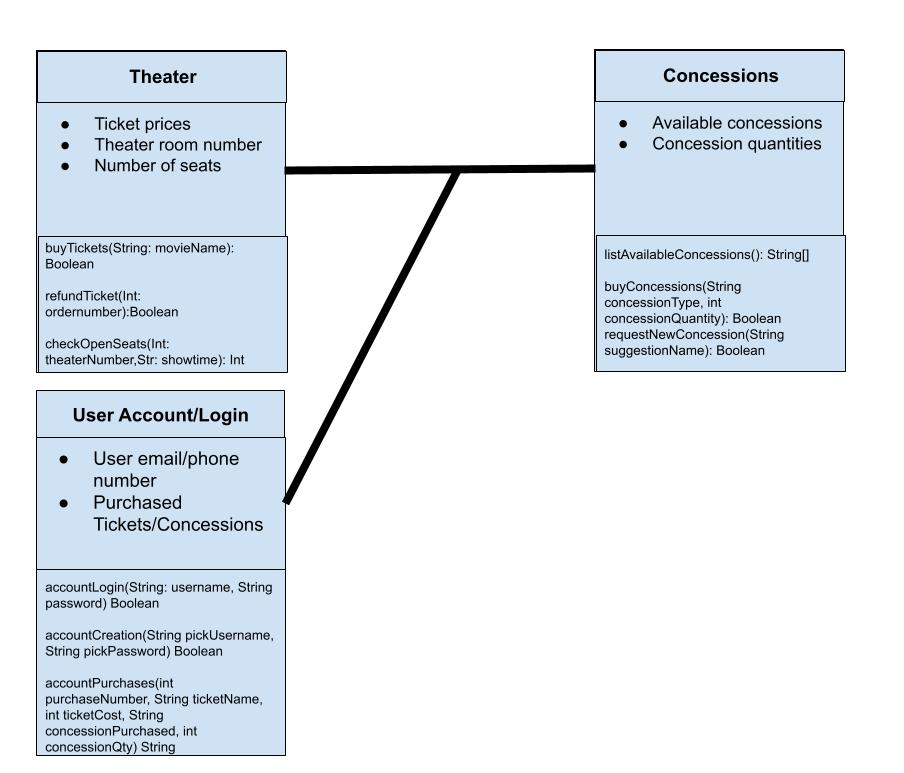 Theater
● Ticket prices
● Theater room number
● Number of seats
buyTickets(String: movieName):
Boolean
refundTicket(Int:
ordernumber):Boolean
checkOpenSeats(Int:
theaterNumber,Str: showtime): Int
Concessions
● Available concessions
● Concession quantities
listAvailableConcessions(): String[]
buyConcessions(String
concessionType, int
concessionQuantity): Boolean
requestNewConcession(String
suggestionName): Boolean
User Account/Login
● User email/phone
number
● Purchased
Tickets/Concessions
accountLogin(String: username, String
password) Boolean
accountCreation(String pickUsername,
String pickPassword) Boolean
accountPurchases(int
purchaseNumber, String ticketName,
int ticketCost, String
concessionPurchased, int
concessionQty) String